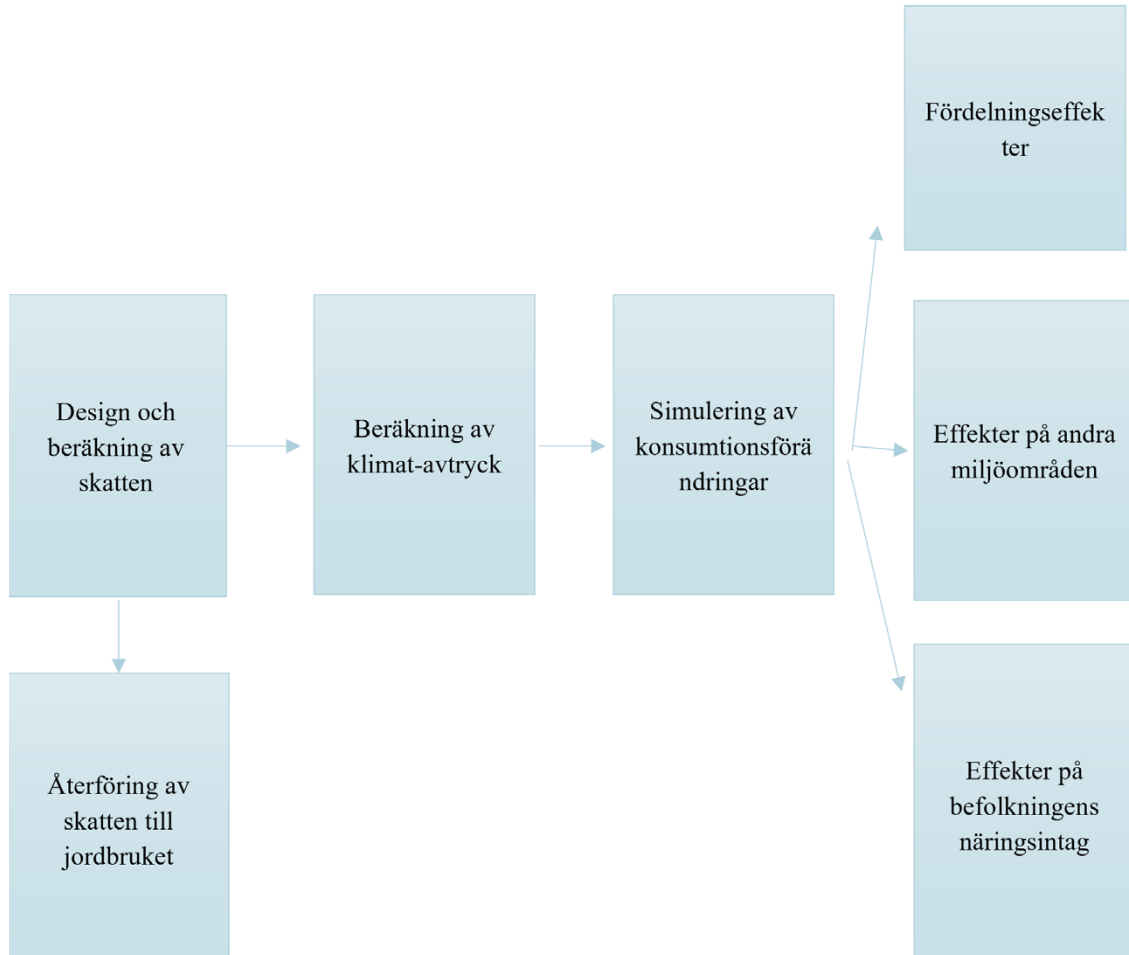 Fördelningseffek
ter
Design och
beräkning av
skatten
Beräkning av
klimat-avtryck
Simulering av
konsumtionsförä
ndringar
Effekter på andra
miljöområden
Återföring av
skatten till
jordbruket
Effekter på
befolkningens
näringsintag